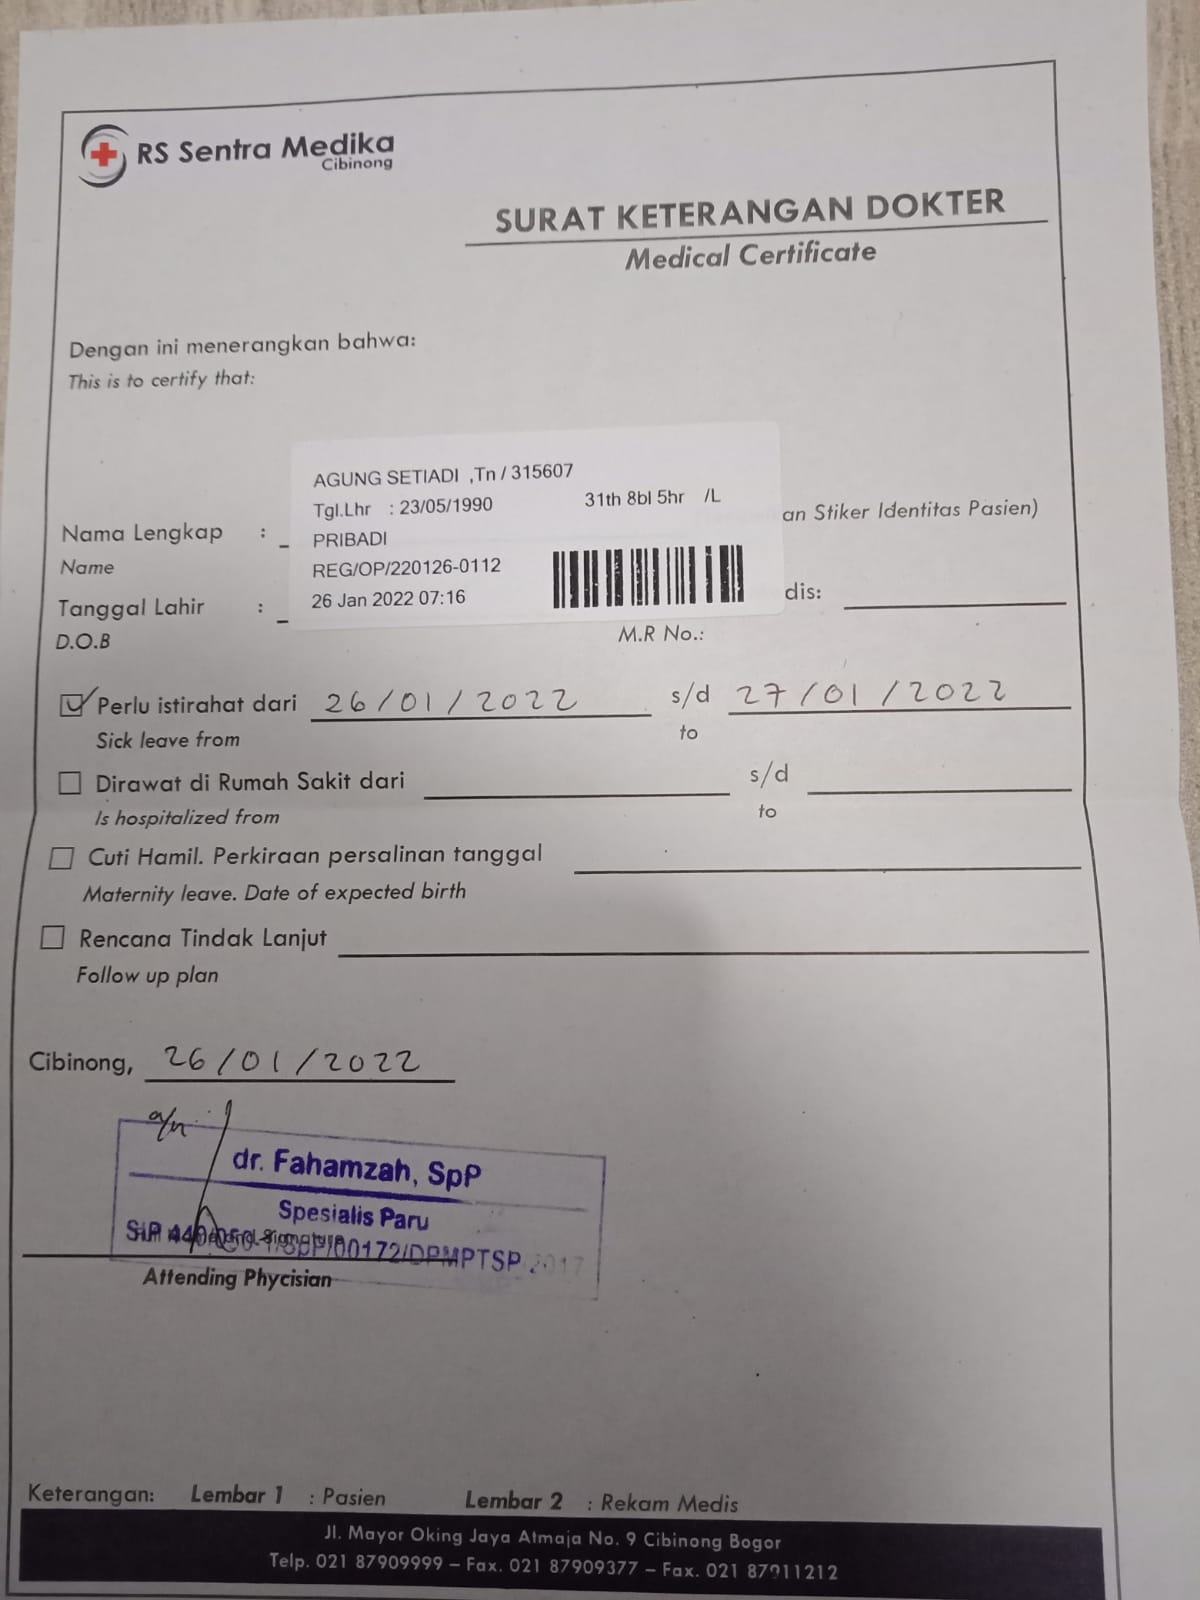 RS Sentra Medika
Cibinong
SURAT KETERANGAN DOKTER
Medical Certificate
Dengan ini menerangkan bahwa:
This is to certify that:
AGUNG SETIADI ,Tn / 315607
Tgl.Lhr : 23/05/1990 31th 8bl 5hr /L
PRIBADI
REG/OP/220126-0112
26 Jan 2022 07:16
an Stiker Identitas Pasien)
Nama Lengkap :
Name
Tanggal Lahir : dis:
D.O.B M.R No.:
Perlu istirahat dari 26/01/2022 s/d 27/01/2022
Sick leave from to
Dirawat di Rumah Sakit dari s/d
Is hospitalized from to
Cuti Hamil. Perkiraan persalinan tanggal
Maternity leave. Date of expected birth
Rencana Tindak Lanjut
Follow up plan
Cibinong, 26/01/2022
a/n
dr. Fahamzah, SpP
Spesialis Paru
/00172/DPMPTSP 2017
Attending Phycisian
Keterangan: Lembar 1 : Pasien Lembar 2 : Rekam Medis
Jl. Mayor Oking Jaya Atmaja No. 9 Cibinong Bogor
Telp. 021 87909999 – Fax. 021 87909377 – Fax. 021 87911212